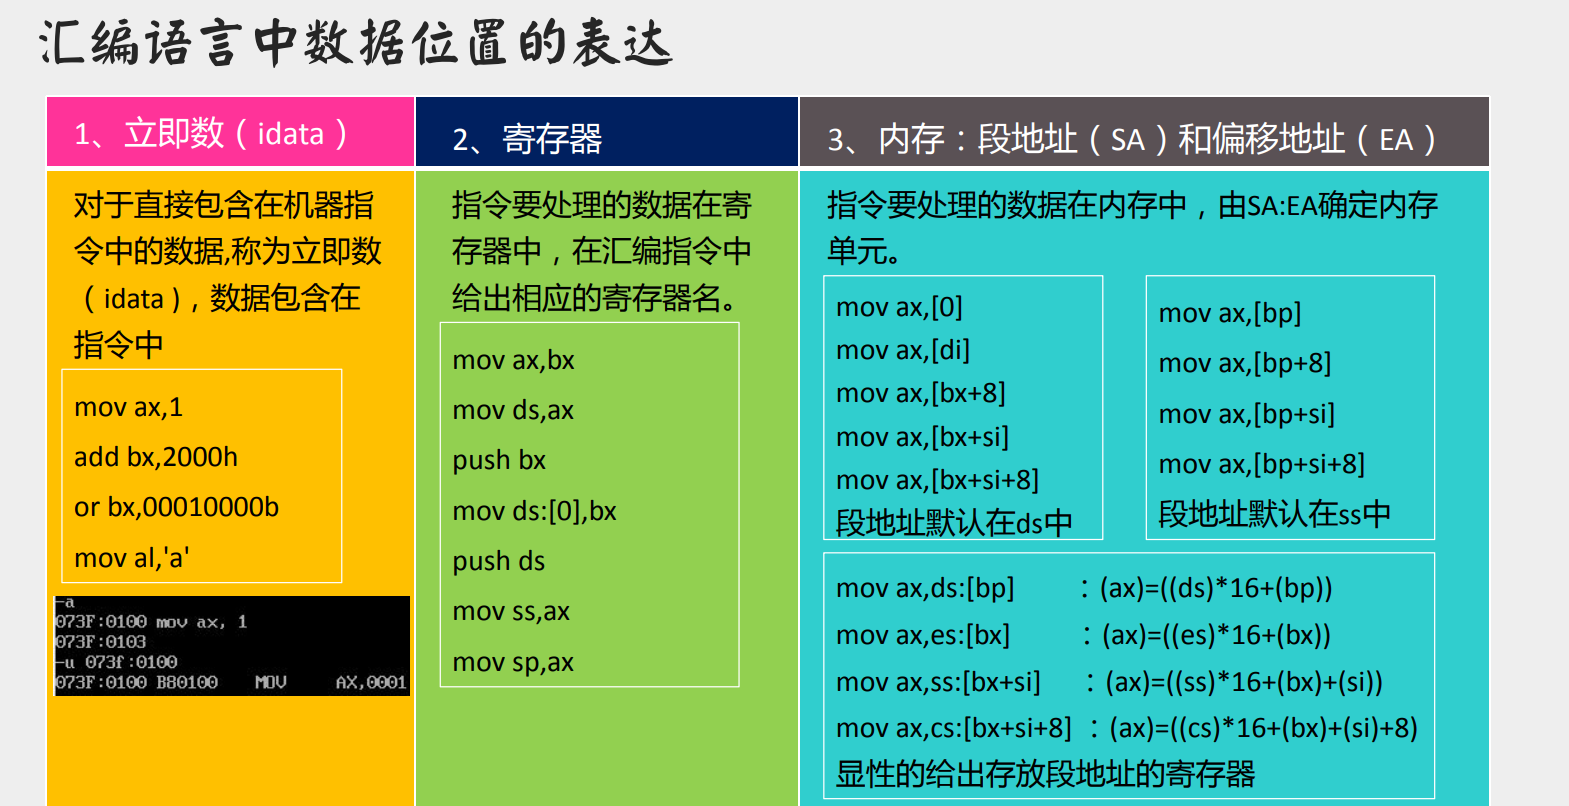 汇编语言中数据位置的表达
1、立即数（idata）
对于直接包含在机器指
令中的数据,称为立即数
（idata），数据包含在
指令中
mov ax,1
add bx,2000h
or bx,00010000b
mov al,'a'
-a
073F:0100 mov ax, 1
073F:0103
-u 073f:0100
073F:0100 B80100 MOV AX,0001
2、寄存器
指令要处理的数据在寄
存器中，在汇编指令中
给出相应的寄存器名。
mov ax,bx
mov ds,ax
push bx
mov ds:[0],bx
push ds
mov ss,ax
mov sp,ax
3、内存：段地址（SA）和偏移地址（EA）
指令要处理的数据在内存中，由SA:EA确定内存
单元。
mov ax,[0]
mov ax,[di]
mov ax,[bx+8]
mov ax,[bx+si]
mov ax,[bx+si+8]
段地址默认在ds中
mov ax,[bp]
mov ax,[bp+8]
mov ax,[bp+si]
mov ax,[bp+si+8]
段地址默认在ss中
mov ax,ds:[bp] ：(ax)=((ds)*16+(bp))
mov ax,es:[bx] ：(ax)=((es)*16+(bx))
mov ax,ss:[bx+si] ：(ax)=((ss)*16+(bx)+(si))
mov ax,cs:[bx+si+8] ：(ax)=((cs)*16+(bx)+(si)+8)
显性的给出存放段地址的寄存器